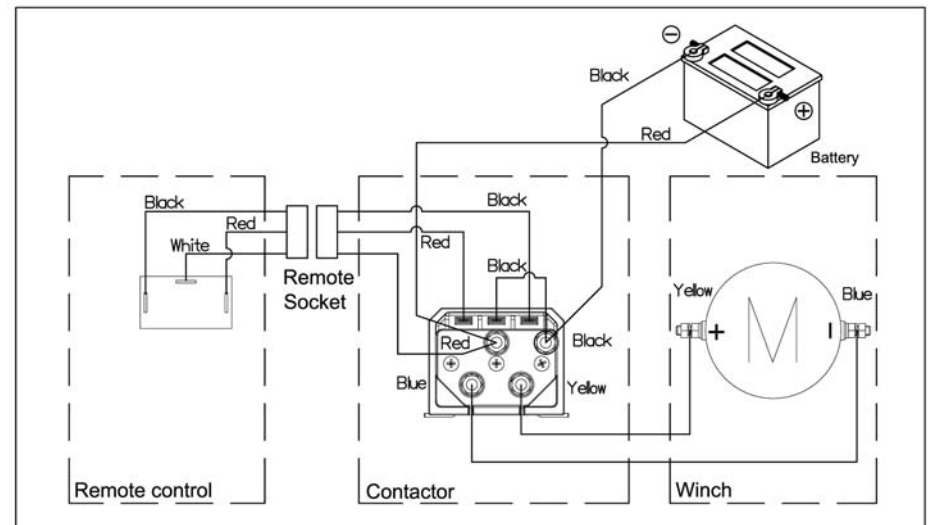 ⊖
Black
Red
⊕
Battery
Black
Red
White
Remote
Socket
Black
Red
Black
Red
Black
Blue
Yellow
Yellow
Blue
+
M
-
Remote control
Contactor
Winch